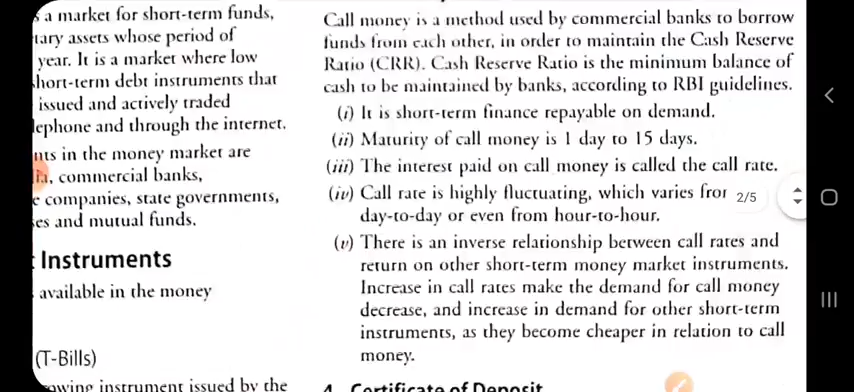 s a market for short-term funds,
tary assets whose period of
year. It is a market where low
hort-term debt instruments that
issued and actively traded
lephone and through the internet.
nts in the money market are
commercial banks,
e companies, state governments,
es and mutual funds.
Instruments
available in the money
(T-Bills)
owing instrument issued by the
Call money is a method used by commercial banks to borrow
funds from each other, in order to maintain the Cash Reserve
Ratio (CRR). Cash Reserve Ratio is the minimum balance of
cash to be maintained by banks, according to RBI guidelines.
(i) It is short-term finance repayable on demand.
(ii) Maturity of call money is 1 day to 15 days.
(iii) The interest paid on call money is called the call rate.
(iv) Call rate is highly fluctuating, which varies fror
day-to-day or even from hour-to-hour.
(v) There is an inverse relationship between call rates and
return on other short-term money market instruments.
Increase in call rates make the demand for call money
decrease, and increase in demand for other short-term
instruments, as they become cheaper in relation to call
money.
4. Certificate of Deposit
2/5